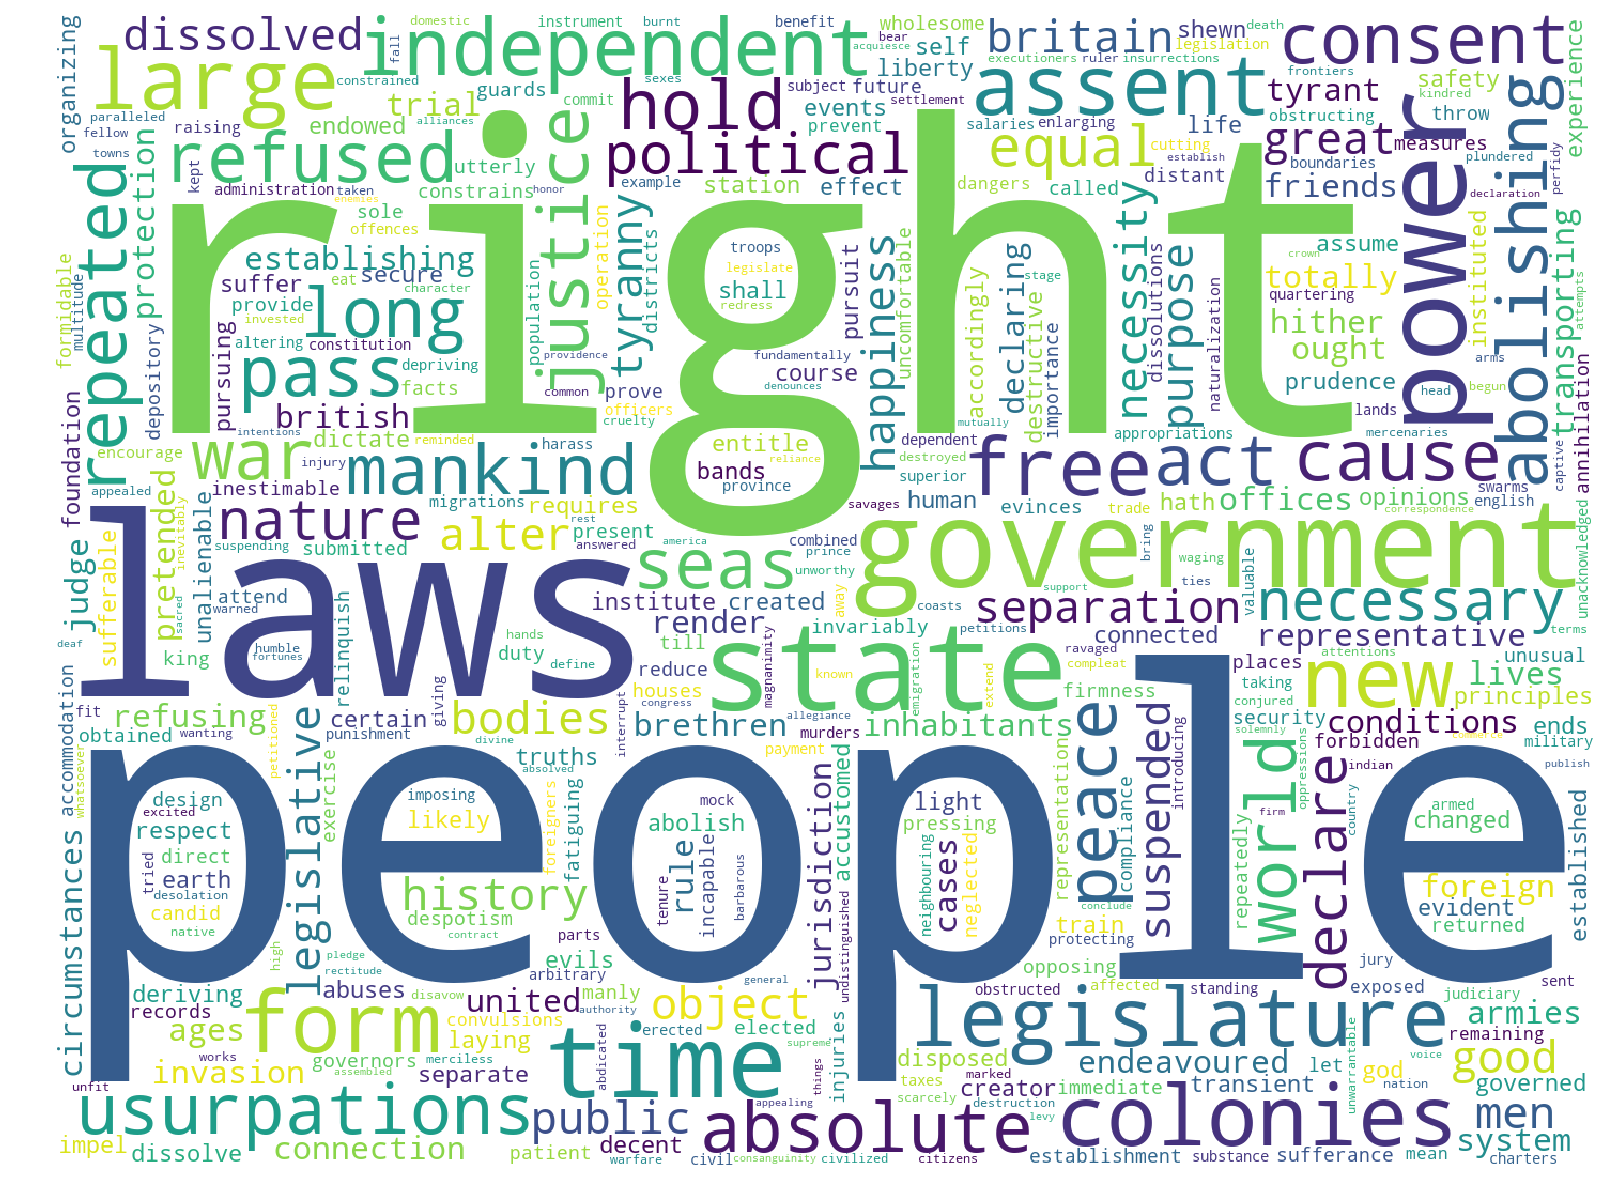 organizing
dissolved
large
independent
domestic
instrument
burnt
benefit
wholesome
self
britain
shewn
death
legislation
consent
fall
bear
acquiesce
liberty
executioners
ruler
insurrections
assent
frontiers
kindred
safety
constrained
trial
guards
sexes
commit
hold
subject
future
events
prevent
settlement
salaries
enlarging
life
tyrant
obstructing
throw
experience
paralleled
fellow
towns
raising
endowed
alliances
refused
utterly
kept
administration
taken
constrains
honor
enemies
sole
offences
justice
political
example
station
effect
equal
cutting
establish
great
measures
boundaries
plundered
perfidy
dangers
called
distant
friends
declaration
power
abolishing
repeated
protection
right
establishing
suffer
secure
eat
character
provide
invested
operation
tyranny
districts
troops
legislate
shall
redress
pursuit
happiness
uncomfortable
accordingly
declaring
stage
destructive
importance
necessity
dissolutions
purpose
naturalization
crown
assume
totally
quartering
hither
ought
instituted
transporting
attempts
formidable
multitude
depository
pursuing
long
altering
constitution
depriving
pass
facts
population
providence
common
prove
officers
cruelty
fundamentally
course
denounces
mutually
prudence
arms
head
begun
lands
mercenaries
british
intentions
dictate
reminded
harass
entitle
bands
reliance
province
dependent
destroyed
superior
appropriations
free
act
cause
captive
annihilation
encourage
war
mankind
injury
appealed
foundation
inestimable
inevitably
unalienable
nature
migrations
requires
savages
human
evinces
trade
hath
offices
opinions
correspondence
swarms
english
judge
sufferable
pretended
sacred
suspending
submitted
alter
rest
answered
present
america
combined
prince
unworthy
seas
government
bring
waging
ties
valuable
unacknowledged
laws
attend
warned
relinquish
institute
created
away
coasts
support
separation
necessary
deaf
humble
fortunes
king
hands
duty
define
render
till
reduce
magnanimity
invariably
petitions
known
state
emigration
ravaged
extend
connected
compleat
firmness
representative
attentions
places
new
terms
unusual
lives
principles
accommodation
fit
refusing
obtained
wanting
certain
giving
punishment
bodies
divine
absolved
interrupt
houses
congress
brethren
allegiance
murders
payment
inhabitants
peace
suspended
introducing
taking
conjured
security
solemnly
commerce
conditions
forbidden
ends
military
whatsoever
petitioned
legislative
exercise
truths
foreigners
fatiguing
people
design
excited
respect
tried
direct
earth
desolation
candid
native
imposing
likely
history
despotism
contract
mock
abolish
rule
tenure
incapable
barbarous
jurisdiction
accustomed
undistinguished
light
pressing
neighbouring
cases
neglected
representation
compliance
conclude
train
protecting
repeatedly
world
firm
oppressions
declare
indian
country
publish
armed
changed
foreign
evident
returned
established
circumstances
high
pledge
rectitude
parts
evils
arbitrary
general
opposing
affected
obstructed
standing
jury
exposed
judiciary
sent
deriving
records
ages
form
abuses
disavow
convulsions
united
authority
manly
laying
object
erected
elected
supreme
injuries
disposed
legislature
armies
remaining
works
invasion
governors
assembled
merciless
separate
time
abdicated
things
taxes
scarcely
marked
creator
endeavoured
immediate
transient
let
unwarrantable
voice
god
nation
good
governed
unfit
usurpations
public
appealing
absolute
destruction
levy
colonies
men
impel
dissolve
connection
patient
decent
warfare
civil
consanguinity
civilized
citizens
establishment
substance
sufferance
mean
system
charters